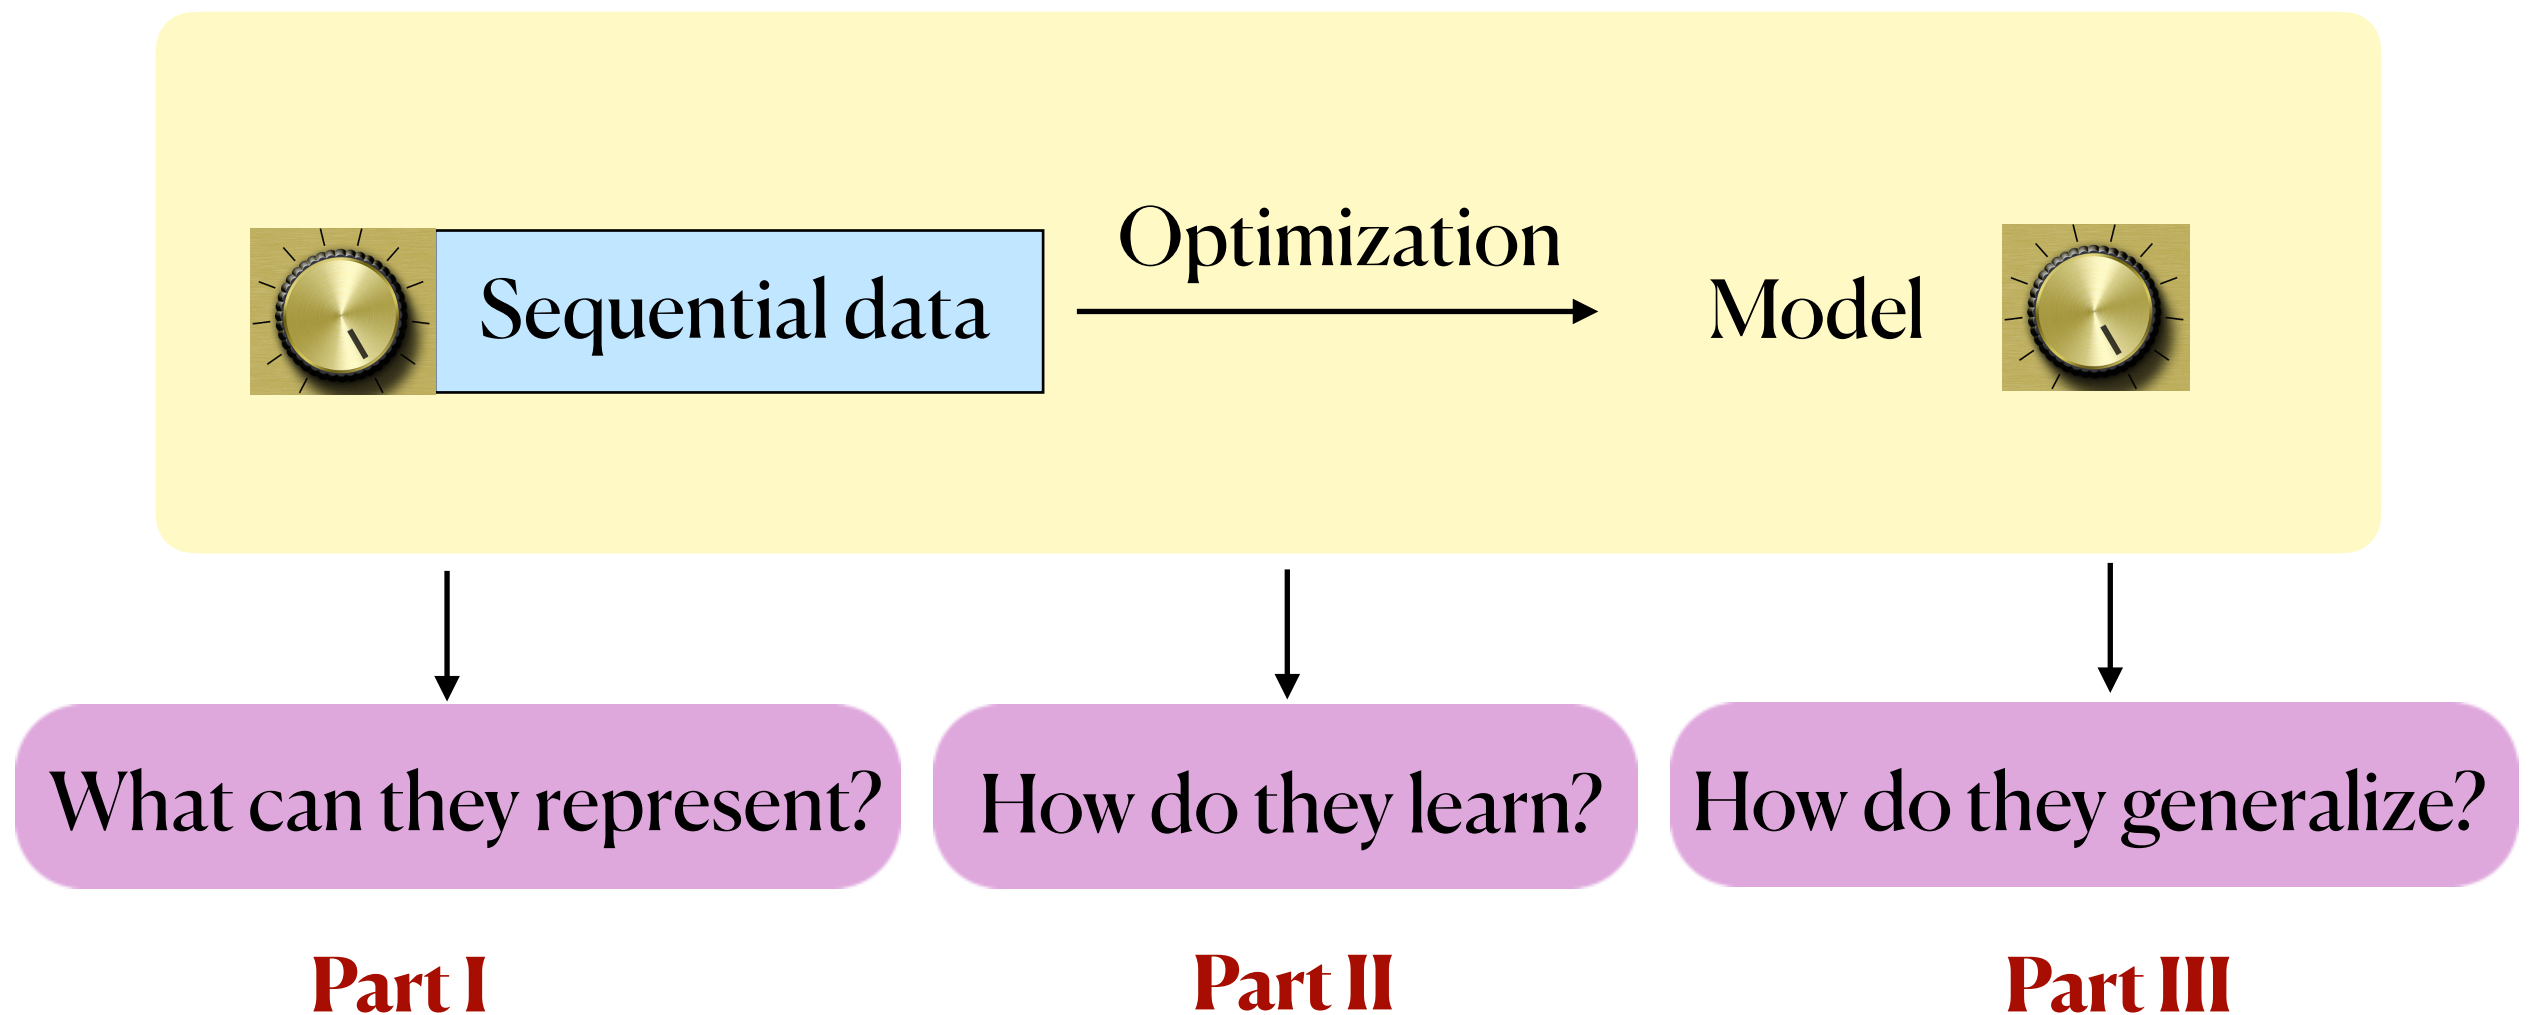 Optimization
Sequential data
Model
What can they represent?
How do they learn?
How do they generalize?
Part I
Part II
Part III